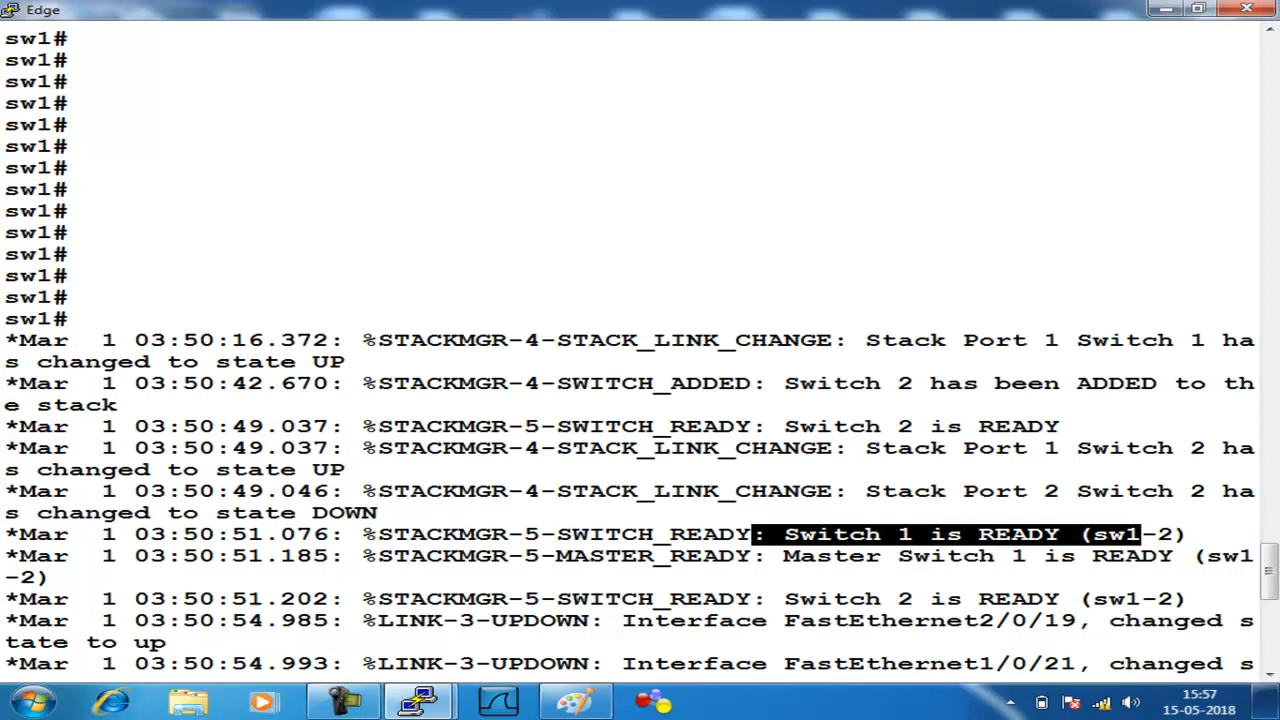 Edge
sw1#
sw1#
sw1#
sw1#
sw1#
sw1#
sw1#
sw1#
sw1#
sw1#
sw1#
sw1#
sw1#
sw1#
*Mar  1 03:50:16.372: %STACKMGR-4-STACK_LINK_CHANGE: Stack Port 1 Switch 1 ha
s changed to state UP
*Mar  1 03:50:42.670: %STACKMGR-4-SWITCH_ADDED: Switch 2 has been ADDED to th
e stack
*Mar  1 03:50:49.037: %STACKMGR-5-SWITCH_READY: Switch 2 is READY
*Mar  1 03:50:49.037: %STACKMGR-4-STACK_LINK_CHANGE: Stack Port 1 Switch 2 ha
s changed to state UP
*Mar  1 03:50:49.046: %STACKMGR-4-STACK_LINK_CHANGE: Stack Port 2 Switch 2 ha
s changed to state DOWN
*Mar  1 03:50:51.076: %STACKMGR-5-SWITCH_READY: Switch 1 is READY (sw1-2)
*Mar  1 03:50:51.185: %STACKMGR-5-MASTER_READY: Master Switch 1 is READY (sw1
-2)
*Mar  1 03:50:51.202: %STACKMGR-5-SWITCH_READY: Switch 2 is READY (sw1-2)
*Mar  1 03:50:54.985: %LINK-3-UPDOWN: Interface FastEthernet2/0/19, changed s
tate to up
*Mar  1 03:50:54.993: %LINK-3-UPDOWN: Interface FastEthernet1/0/21, changed s
15:57
15-05-2018